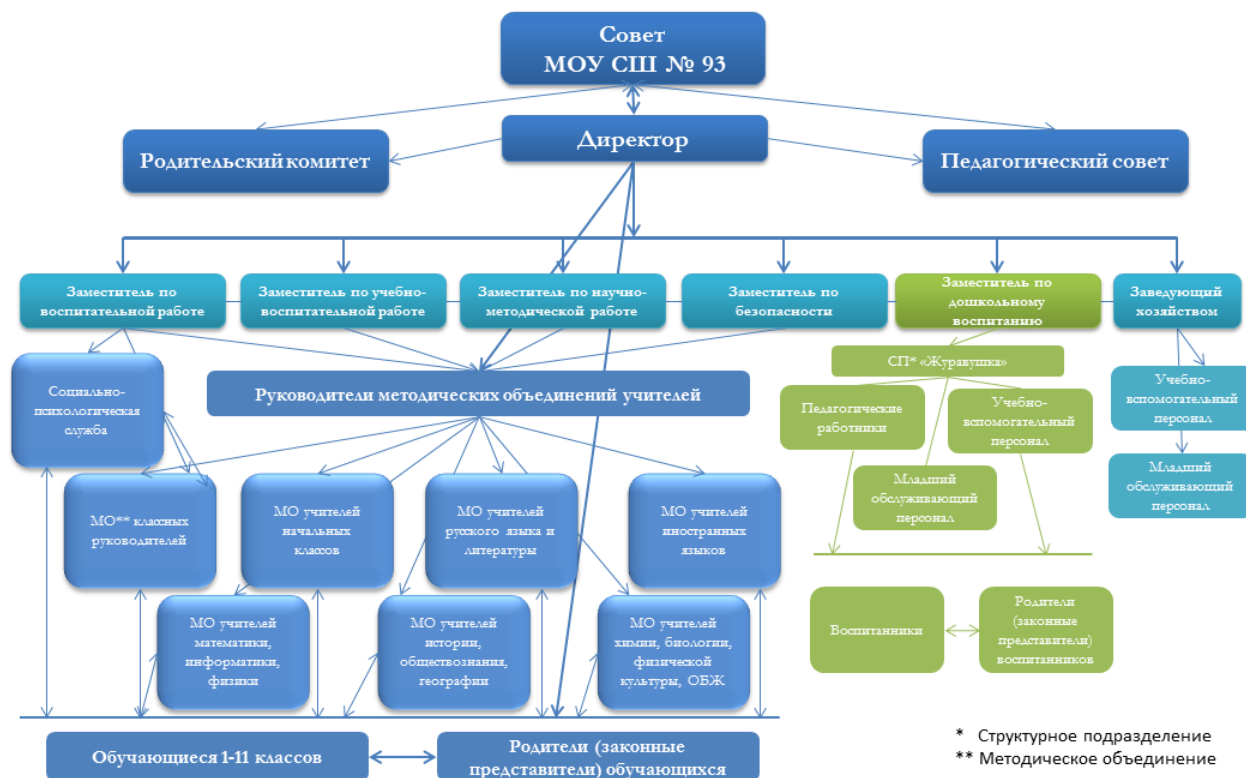 Совет
МОУ СШ № 93
Директор
Родительский комитет
Педагогический совет
Заместитель по
воспитательной работе
Заместитель по учебно-
воспитательной работе
Заместитель по научно-
методической работе
Заместитель по
безопасности
Заместитель по
дошкольному
воспитанию
Заведующий
хозяйством
Социально-
психологическая
служба
Руководители методических объединений учителей
СП* «Журавушка»
Педагогические
работники
Учебно-
вспомогательный
персонал
Младший
обслуживающий
персонал
Учебно-
вспомогательный
персонал
Младший
обслуживающий
персонал
МО** классных
руководителей
МО учителей
начальных
классов
МО учителей
русского языка и
литературы
МО учителей
иностранных
языков
МО учителей
математики,
информатики,
физики
МО учителей
истории,
обществознания,
географии
МО учителей
химии, биологии,
физической
культуры, ОБЖ
Воспитанники
Родители
(законные
представители)
воспитанников
Обучающиеся 1-11 классов
Родители (законные
представители) обучающихся
* Структурное подразделение
** Методическое объединение